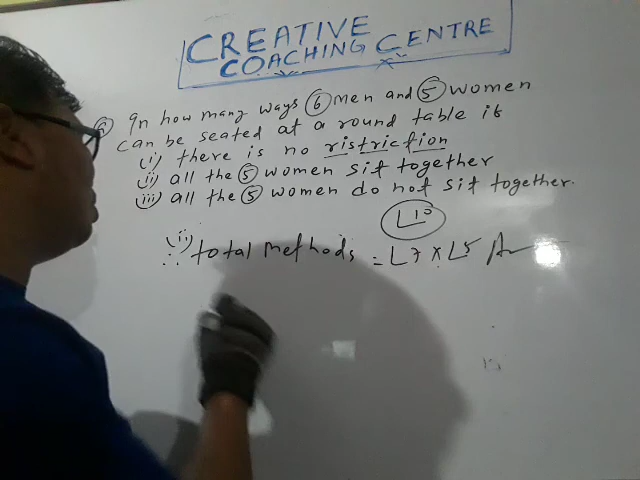 CREATIVE
COACHING CENTRE
Q In how many ways 6 men and 5 women
can be seated at a round table if
(i) there is no ristriction
(ii) all the 5 women sit together
(iii) all the 5 women do not sit together.
L10
(ii)
∴ total methods = L7 x L5 A